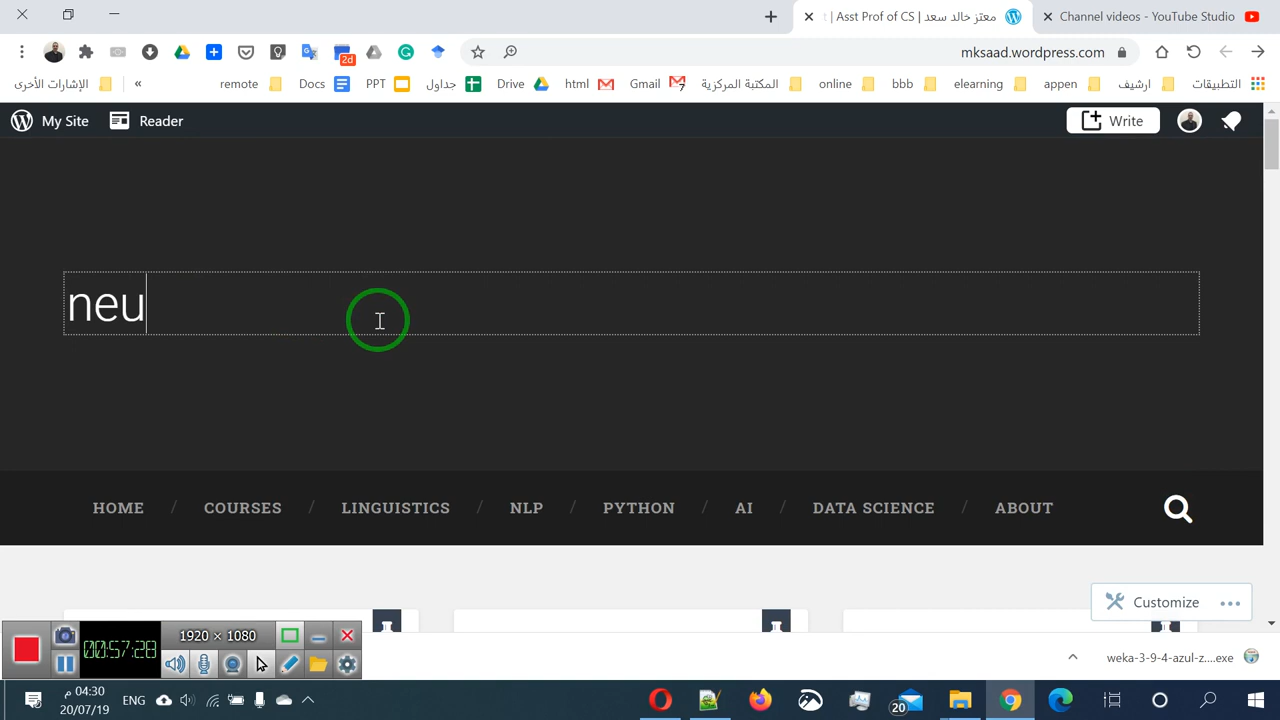 معتز خالد سعد | Asst Prof of CS | t
Channel videos - YouTube Studio
2d
mksaad.wordpress.com
الإشارات الأخرى
«
remote
Docs
PPT
جداول
Drive
html
Gmail
7
المكتبة المركزية
online
bbb
elearning
appen
ارشيف
التطبيقات
My Site
Reader
Write
neu
HOME / COURSES / LINGUISTICS / NLP / PYTHON / AI / DATA SCIENCE / ABOUT
Customize
1920 × 1080
00:57:28
weka-3-9-4-azul-z....exe
04:30 م
20/07/19
ENG
20